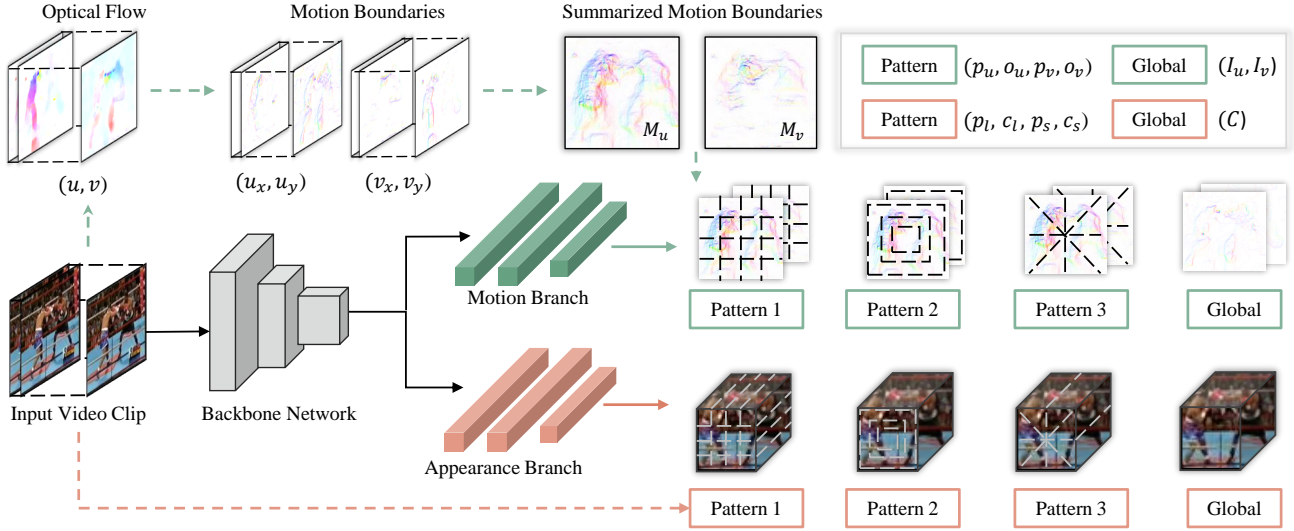 Optical Flow
Motion Boundaries
Summarized Motion Boundaries
Pattern (p_u, o_u, p_v, o_v) Global (I_u, I_v)
Pattern (p_l, c_l, p_s, c_s) Global (C)
M_u
M_v
(u, v)
(u_x, u_y)
(v_x, v_y)
Motion Branch
Pattern 1
Pattern 2
Pattern 3
Global
Input Video Clip
Backbone Network
Appearance Branch
Pattern 1
Pattern 2
Pattern 3
Global